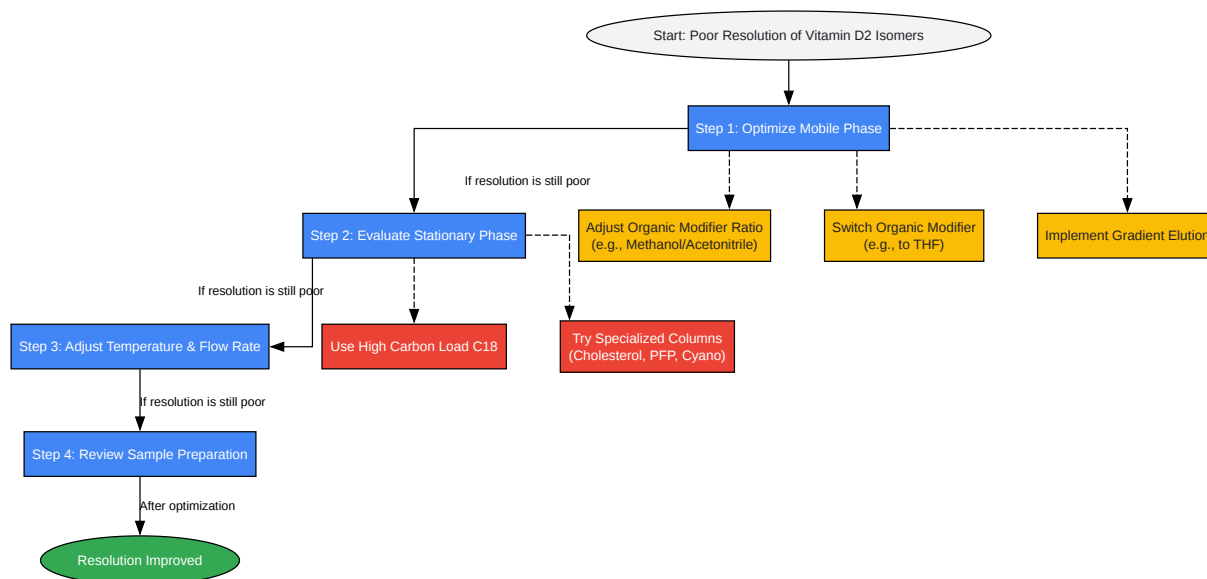 Start: Poor Resolution of Vitamin D2 Isomers
Step 1: Optimize Mobile Phase
If resolution is still poor
Step 2: Evaluate Stationary Phase
Adjust Organic Modifier Ratio
(e.g., Methanol/Acetonitrile)
Switch Organic Modifier
(e.g., to THF)
Implement Gradient Elution
If resolution is still poor
Step 3: Adjust Temperature & Flow Rate
Use High Carbon Load C18
Try Specialized Columns
(Cholesterol, PFP, Cyano)
If resolution is still poor
Step 4: Review Sample Preparation
After optimization
Resolution Improved